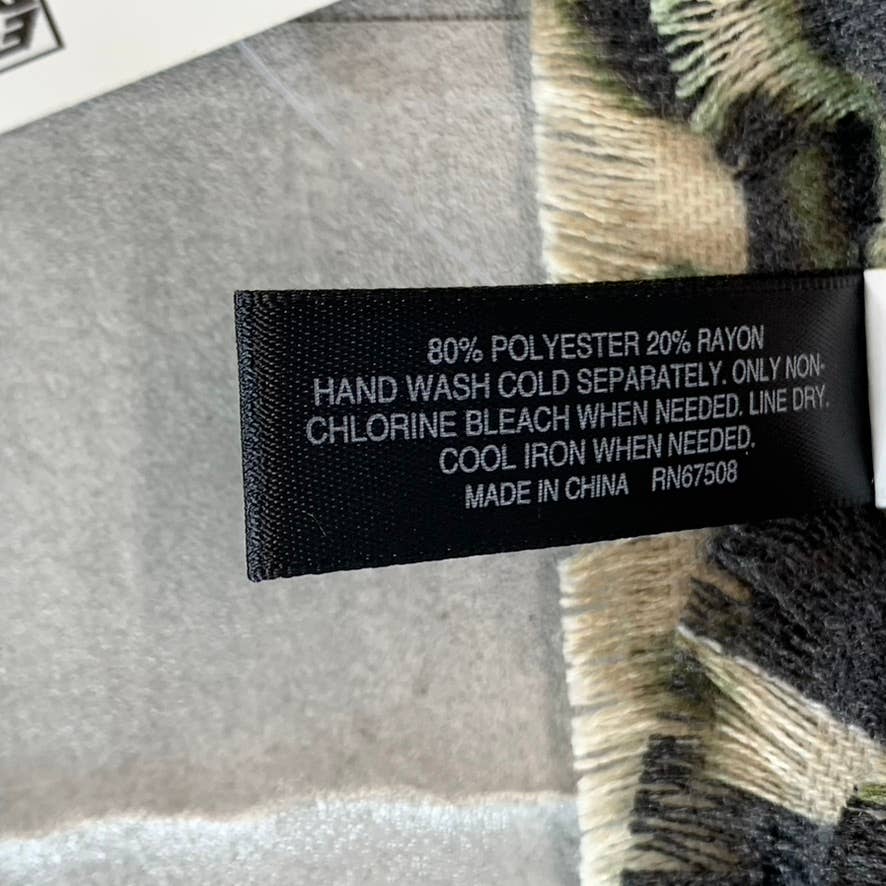 80% POLYESTER 20% RAYON
HAND WASH COLD SEPARATELY. ONLY NON-
CHLORINE BLEACH WHEN NEEDED. LINE DRY.
COOL IRON WHEN NEEDED.
MADE IN CHINA RN67508